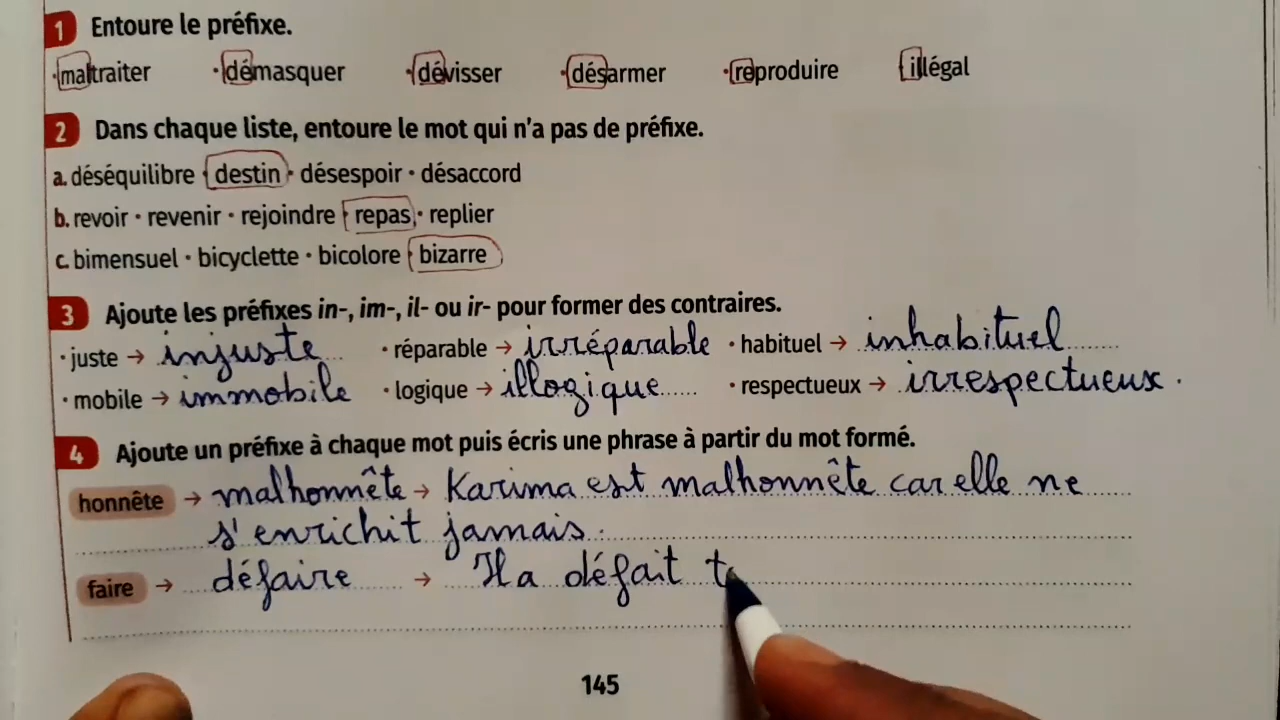 1 Entoure le préfixe.
·maltraiter ·démasquer ·dévisser ·désarmer ·reproduire ·illégal
2 Dans chaque liste, entoure le mot qui n'a pas de préfixe.
a. déséquilibre · destin · désespoir · désaccord
b. revoir · revenir · rejoindre · repas · replier
c. bimensuel · bicyclette · bicolore · bizarre
3 Ajoute les préfixes in-, im-, il- ou ir- pour former des contraires.
· juste → injuste · réparable → irréparable · habituel → inhabituel
· mobile → immobile · logique → illogique · respectueux → irrespectueux.
4 Ajoute un préfixe à chaque mot puis écris une phrase à partir du mot formé.
honnête → malhonnête → Karima est malhonnête car elle ne
s'enrichit jamais.
faire → défaire → Il a défait t
145